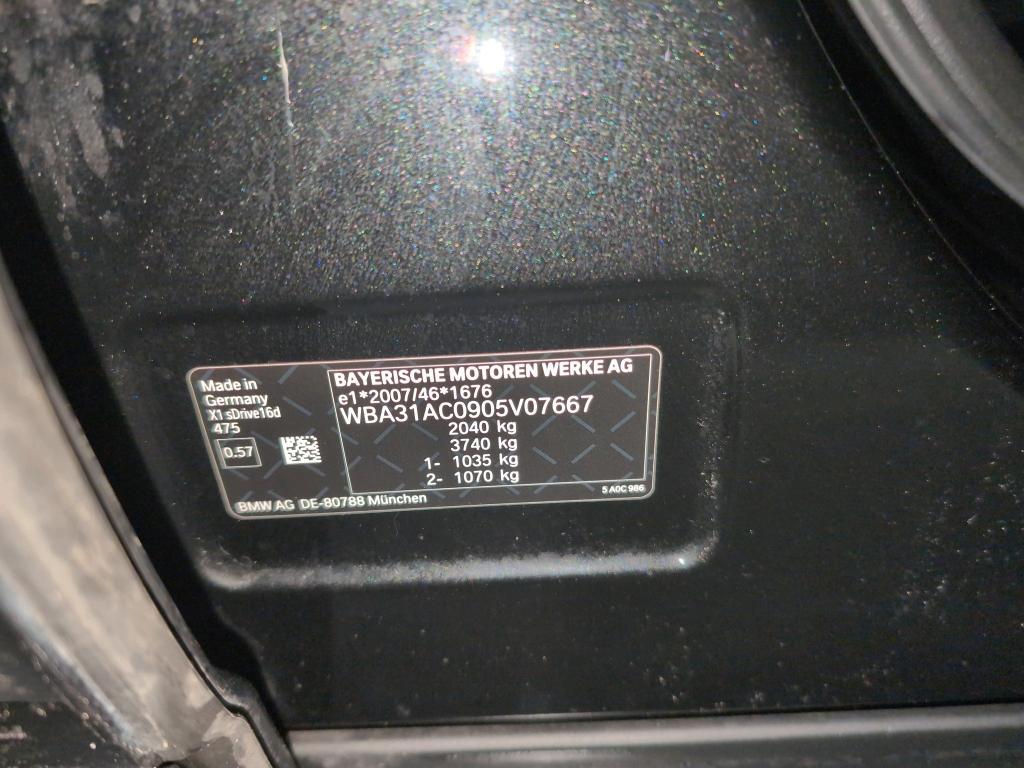 Made in
Germany
X1 sDrive16d
475
0.57
BAYERISCHE MOTOREN WERKE AG
e1*2007/46*1676
WBA31AC0905V07667
2040 kg
3740 kg
1- 1035 kg
2- 1070 kg
BMW AG DE-80788 München
5 A0C 986